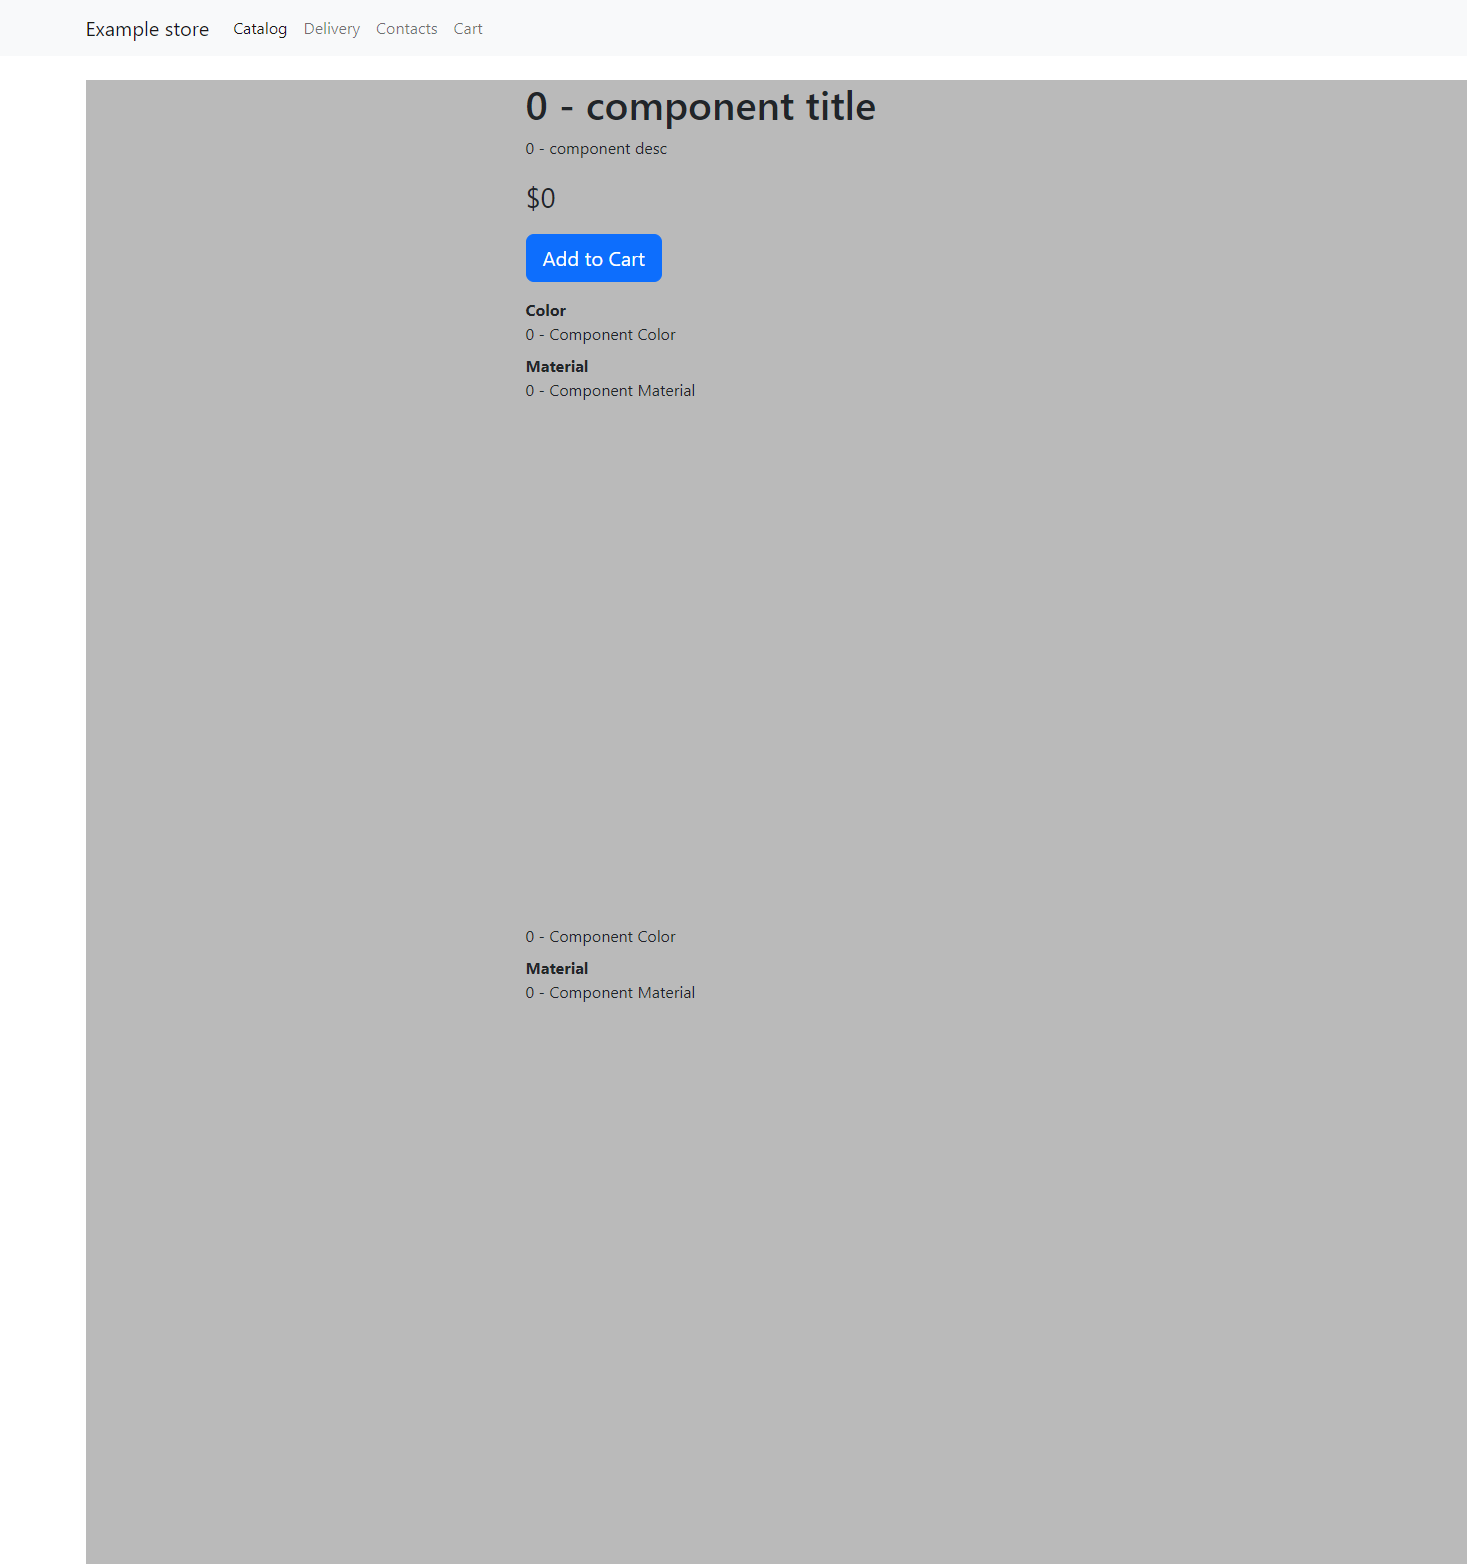 Example store Catalog Delivery Contacts Cart
0 - component title
0 - component desc
$0
Add to Cart
Color
0 - Component Color
Material
0 - Component Material
0 - Component Color
Material
0 - Component Material